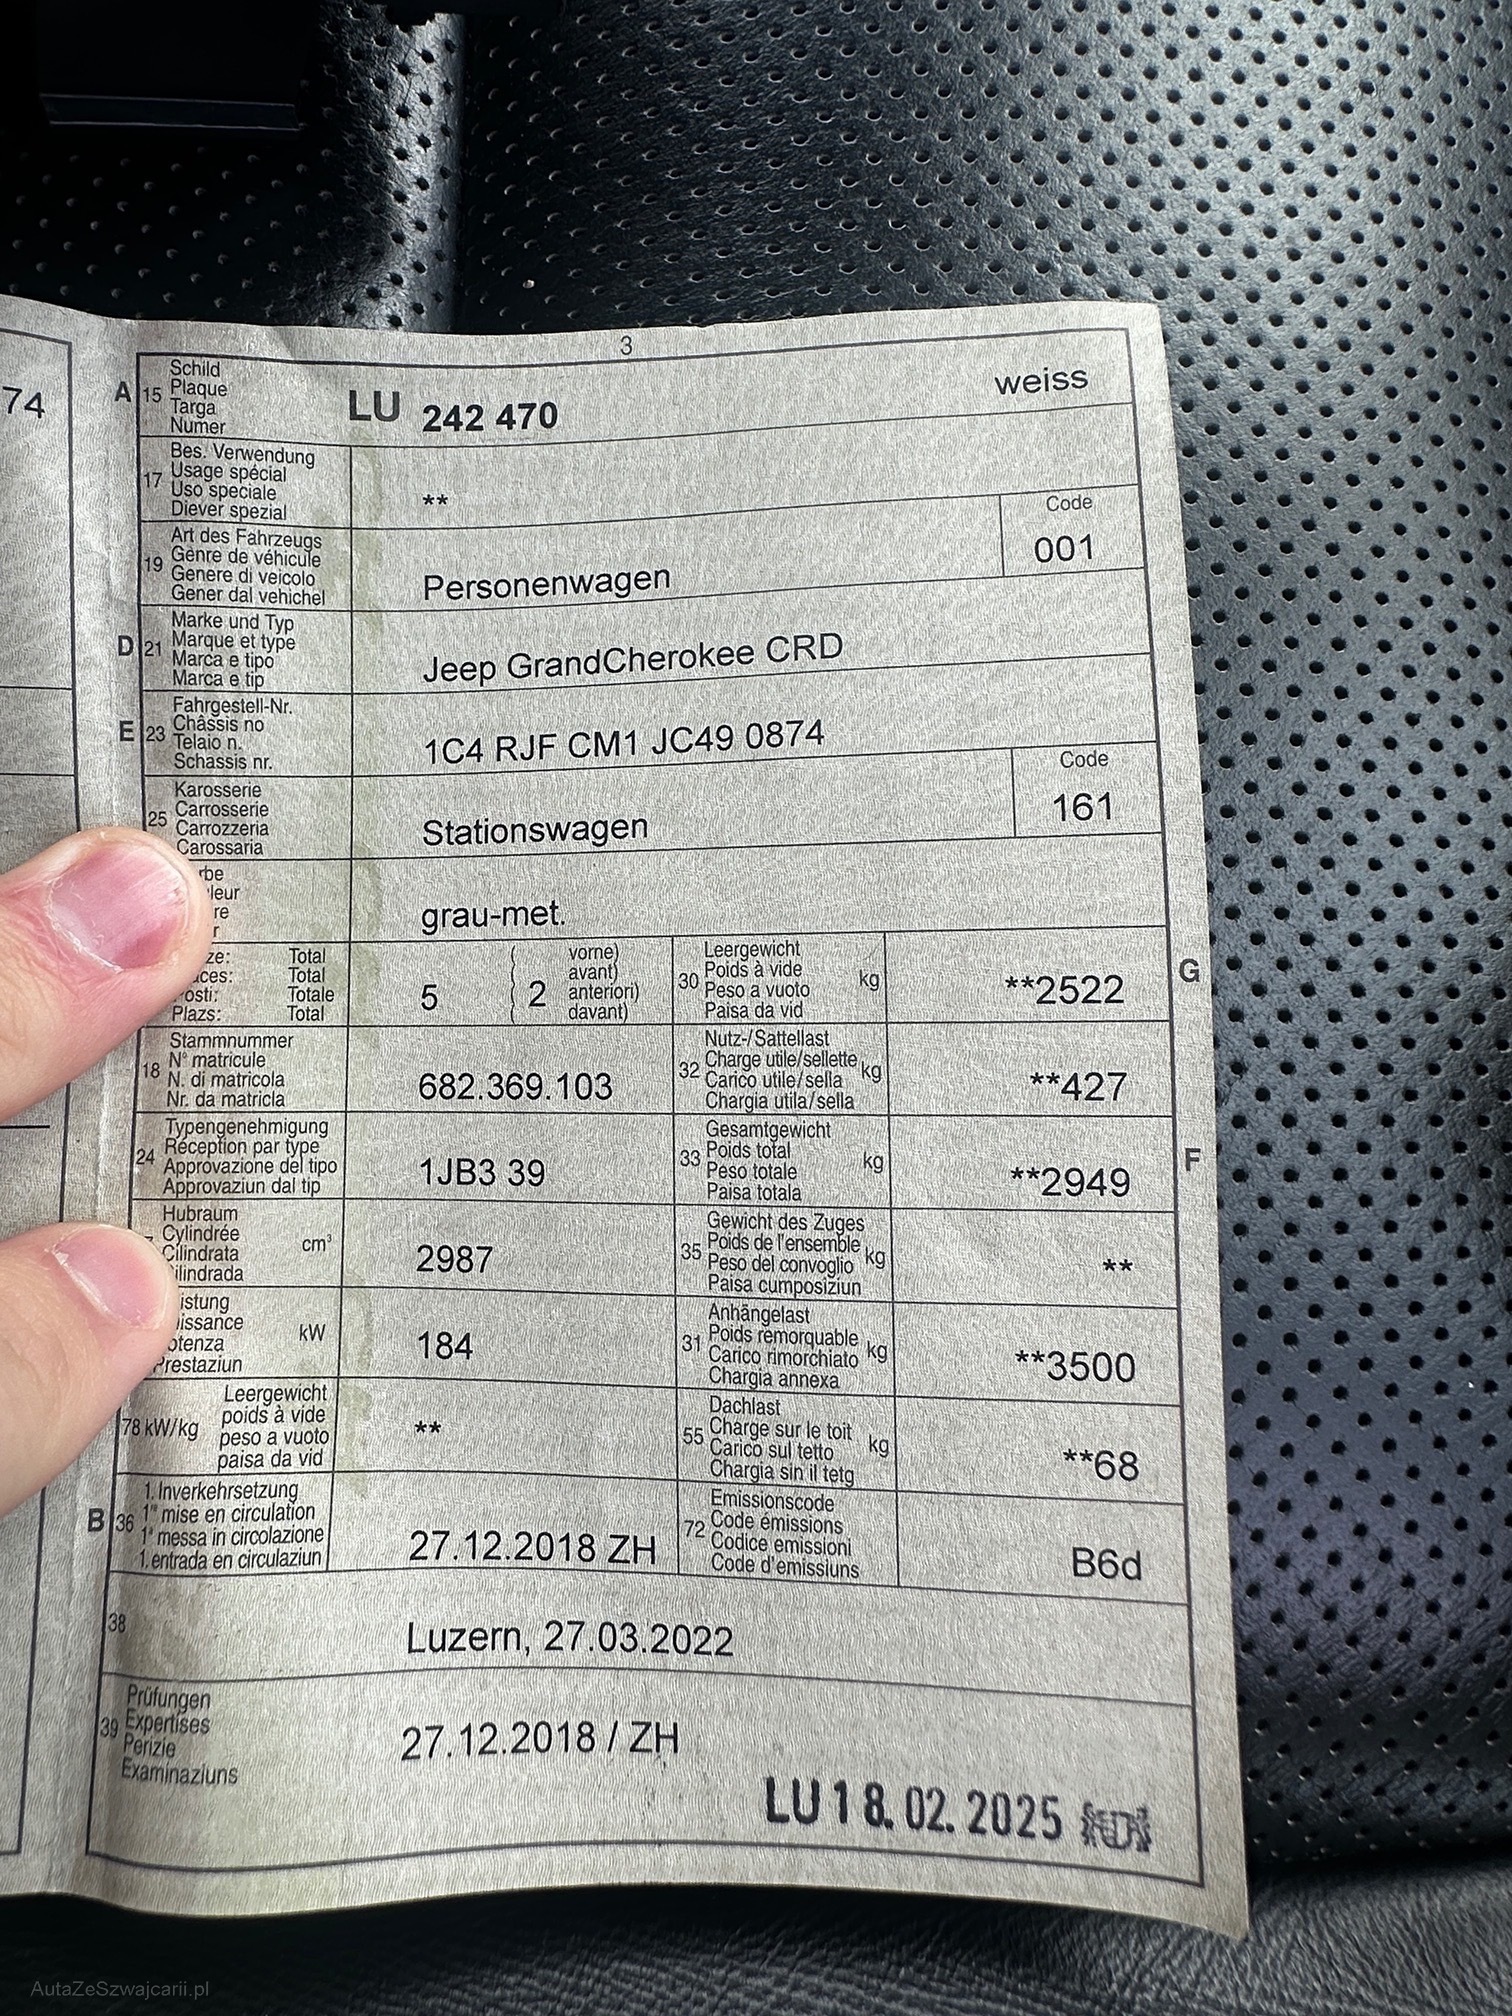 74
3
A 15 Schild
Plaque
Targa
Numer
LU 242 470 weiss
17 Bes. Verwendung
Usage spécial
Uso speciale
Diever spezial
**
19 Art des Fahrzeugs
Genre de véhicule
Genere di veicolo
Gener dal vehichel
Personenwagen
Code
001
D 21 Marke und Typ
Marque et type
Marca e tipo
Marca e tip
Jeep GrandCherokee CRD
E 23 Fahrgestell-Nr.
Châssis no
Telaio n.
Schassis nr.
1C4 RJF CM1 JC49 0874
25 Karosserie
Carrosserie
Carrozzeria
Carossaria
Stationswagen
Code
161
rbe
leur
re
r
grau-met.
ze: Total
ces: Total
osti: Totale
Plazs: Total
5 ( 2 vorne)
avant)
anteriori)
davant)
30 Leergewicht
Poids à vide
Peso a vuoto
Paisa da vid
kg
**2522
G
18 Stammnummer
N° matricule
N. di matricola
Nr. da matricla
682.369.103
32 Nutz-/Sattellast
Charge utile/sellette
Carico utile/sella
Chargia utila/sella
kg
**427
24 Typengenehmigung
Réception par type
Approvazione del tipo
Approvaziun dal tip
1JB3 39
33 Gesamtgewicht
Poids total
Peso totale
Paisa totala
kg
**2949
F
Hubraum
Cylindrée
Cilindrata
ilindrada
cm³
2987
35 Gewicht des Zuges
Poids de l'ensemble
Peso del convoglio
Paisa cumposiziun
kg
**
istung
issance
otenza
Prestaziun
kW
184
31 Anhängelast
Poids remorquable
Carico rimorchiato
Chargia annexa
kg
**3500
78 kW/kg
Leergewicht
poids à vide
peso a vuoto
paisa da vid
**
55 Dachlast
Charge sur le toit
Carico sul tetto
Chargia sin il tetg
kg
**68
B 36 1. Inverkehrsetzung
1re mise en circulation
1a messa in circolazione
1. entrada en circulaziun
27.12.2018 ZH
72 Emissionscode
Code émissions
Codice emissioni
Code d'emissiuns
B6d
38
Luzern, 27.03.2022
39 Prüfungen
Expertises
Perizie
Examinaziuns
27.12.2018 / ZH
LU 18. 02. 2025
AutaZeSzwajcarii.pl